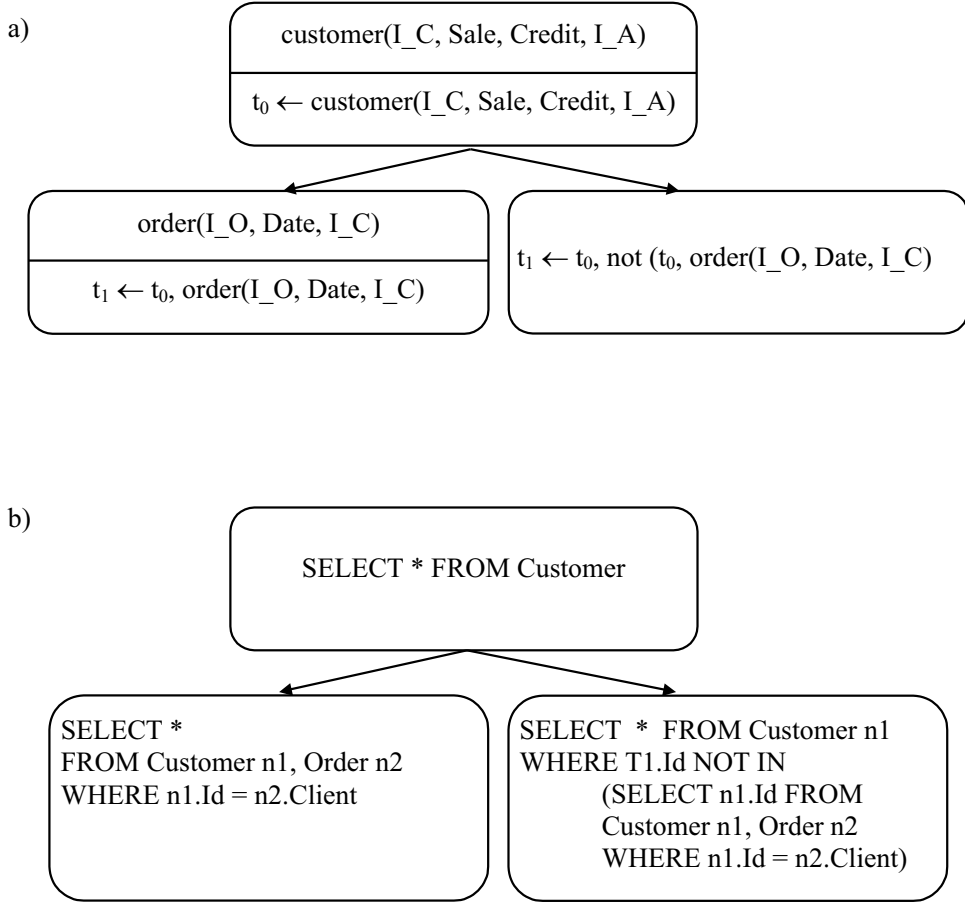 a)
customer(I_C, Sale, Credit, I_A)
t₀ ← customer(I_C, Sale, Credit, I_A)
order(I_O, Date, I_C)
t₁ ← t₀, order(I_O, Date, I_C)
t₁ ← t₀, not (t₀, order(I_O, Date, I_C)
b)
SELECT * FROM Customer
SELECT *
FROM Customer n1, Order n2
WHERE n1.Id = n2.Client
SELECT * FROM Customer n1
WHERE T1.Id NOT IN
(SELECT n1.Id FROM
Customer n1, Order n2
WHERE n1.Id = n2.Client)